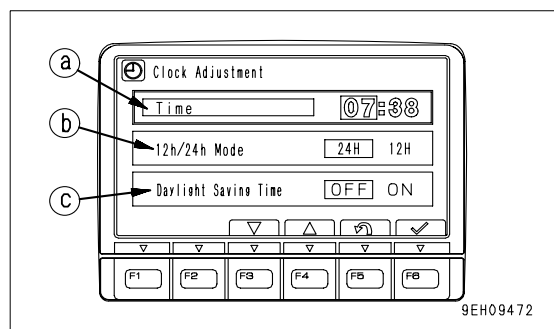 Clock Adjustment
a
Time 07:38
b
12h/24h Mode 24H 12H
c
Daylight Saving Time OFF ON
F1 F2 F3 F4 F5 F6
9EH09472